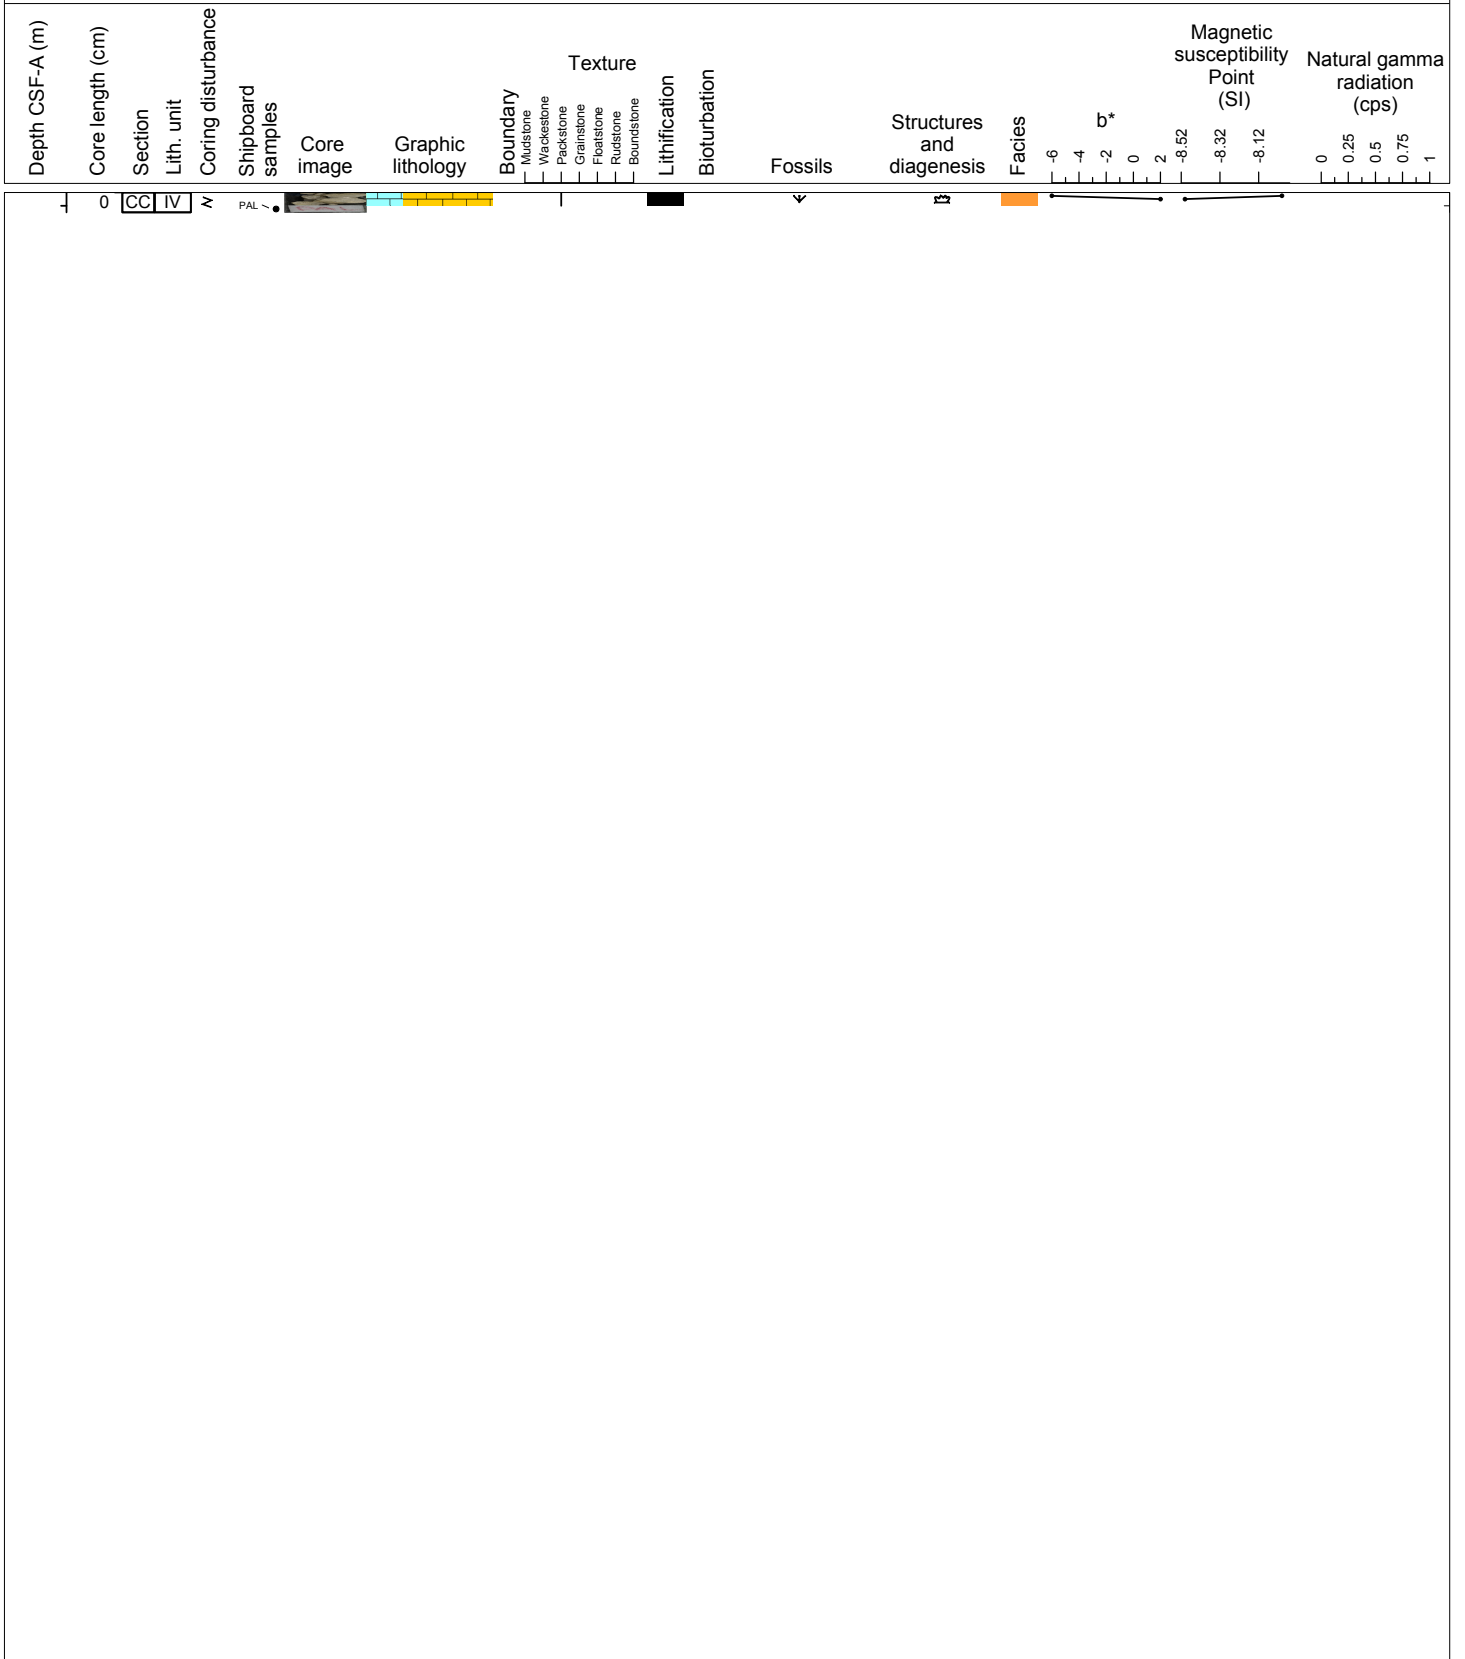 Depth CSF-A (m)
Core length (cm)
Section
Lith. unit
Coring disturbance
Shipboard
samples
Core
image
Graphic
lithology
Boundary
Texture
Mudstone
Wackestone
Packstone
Grainstone
Floatstone
Rudstone
Boundstone
Lithification
Bioturbation
Fossils
Structures
and
diagenesis
Facies
b*
-6 -4 -2 0 2
Magnetic
susceptibility
Point
(SI)
-8.52 -8.32 -8.12
Natural gamma
radiation
(cps)
0 0.25 0.5 0.75 1
0 CC IV PAL